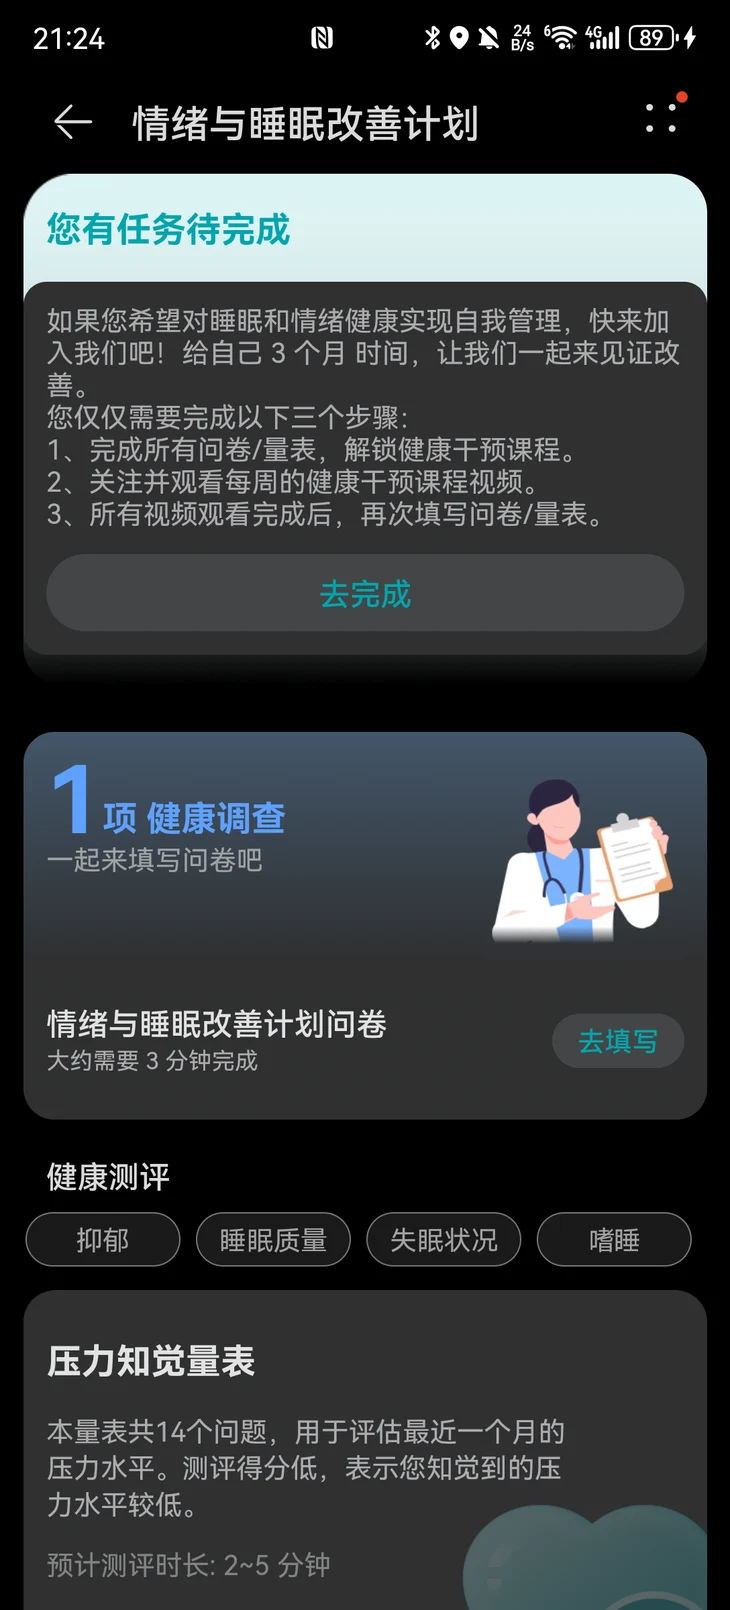 21:24
24 B/s 6 4G 89
情绪与睡眠改善计划
您有任务待完成
如果您希望对睡眠和情绪健康实现自我管理，快来加
入我们吧！给自己 3 个月 时间，让我们一起来见证改
善。
您仅仅需要完成以下三个步骤：
1、完成所有问卷/量表，解锁健康干预课程。
2、关注并观看每周的健康干预课程视频。
3、所有视频观看完成后，再次填写问卷/量表。
去完成
1项 健康调查
一起来填写问卷吧
情绪与睡眠改善计划问卷
大约需要 3 分钟完成
去填写
健康测评
抑郁 睡眠质量 失眠状况 嗜睡
压力知觉量表
本量表共14个问题，用于评估最近一个月的
压力水平。测评得分低，表示您知觉到的压
力水平较低。
预计测评时长: 2~5 分钟